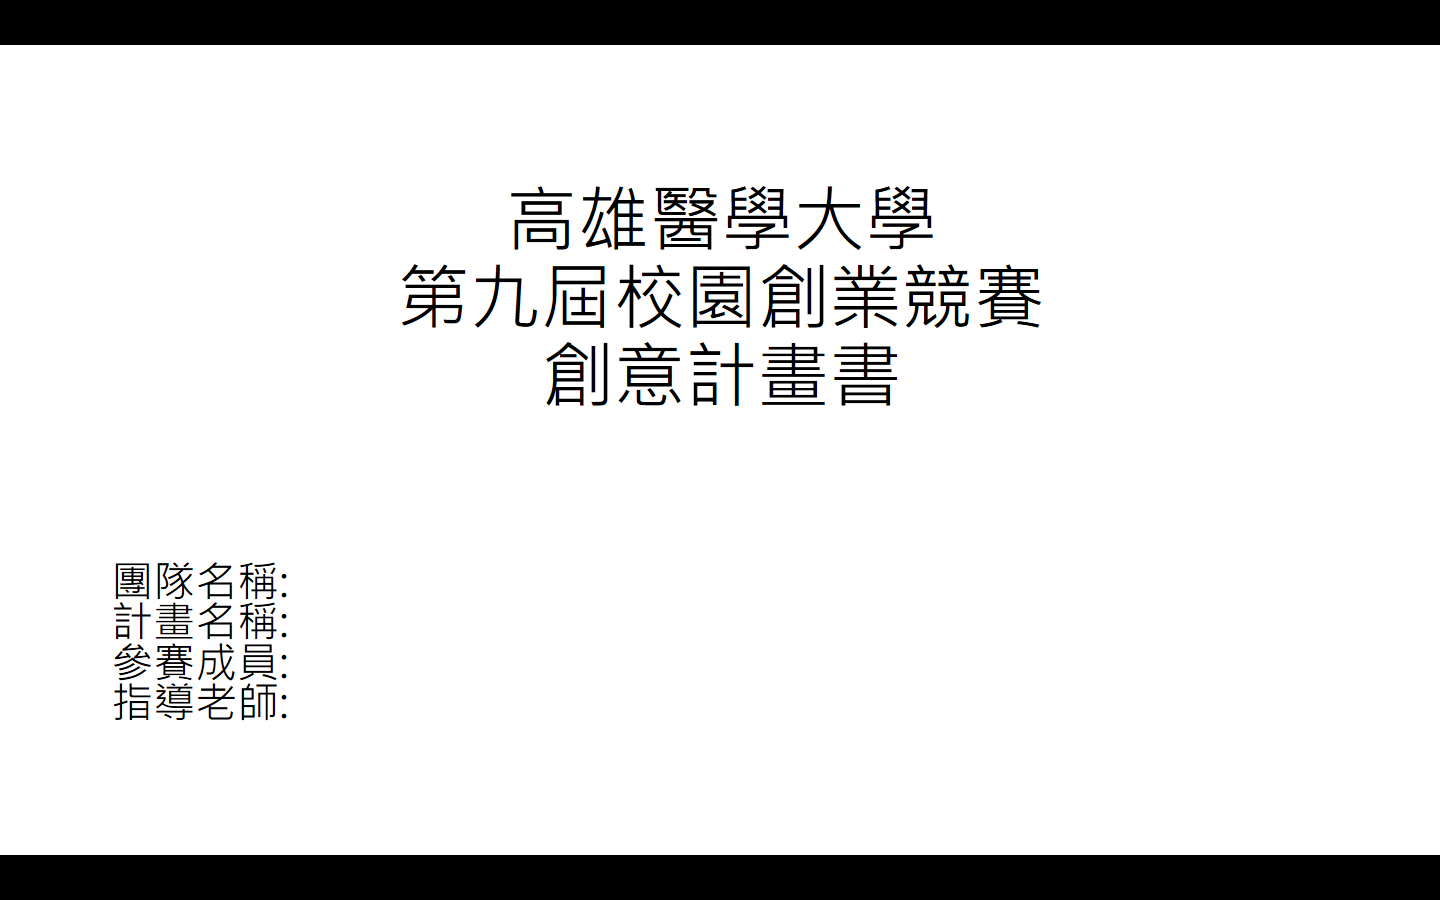 高雄醫學大學
第九屆校園創業競賽
創意計畫書
團隊名稱:
計畫名稱:
參賽成員:
指導老師: